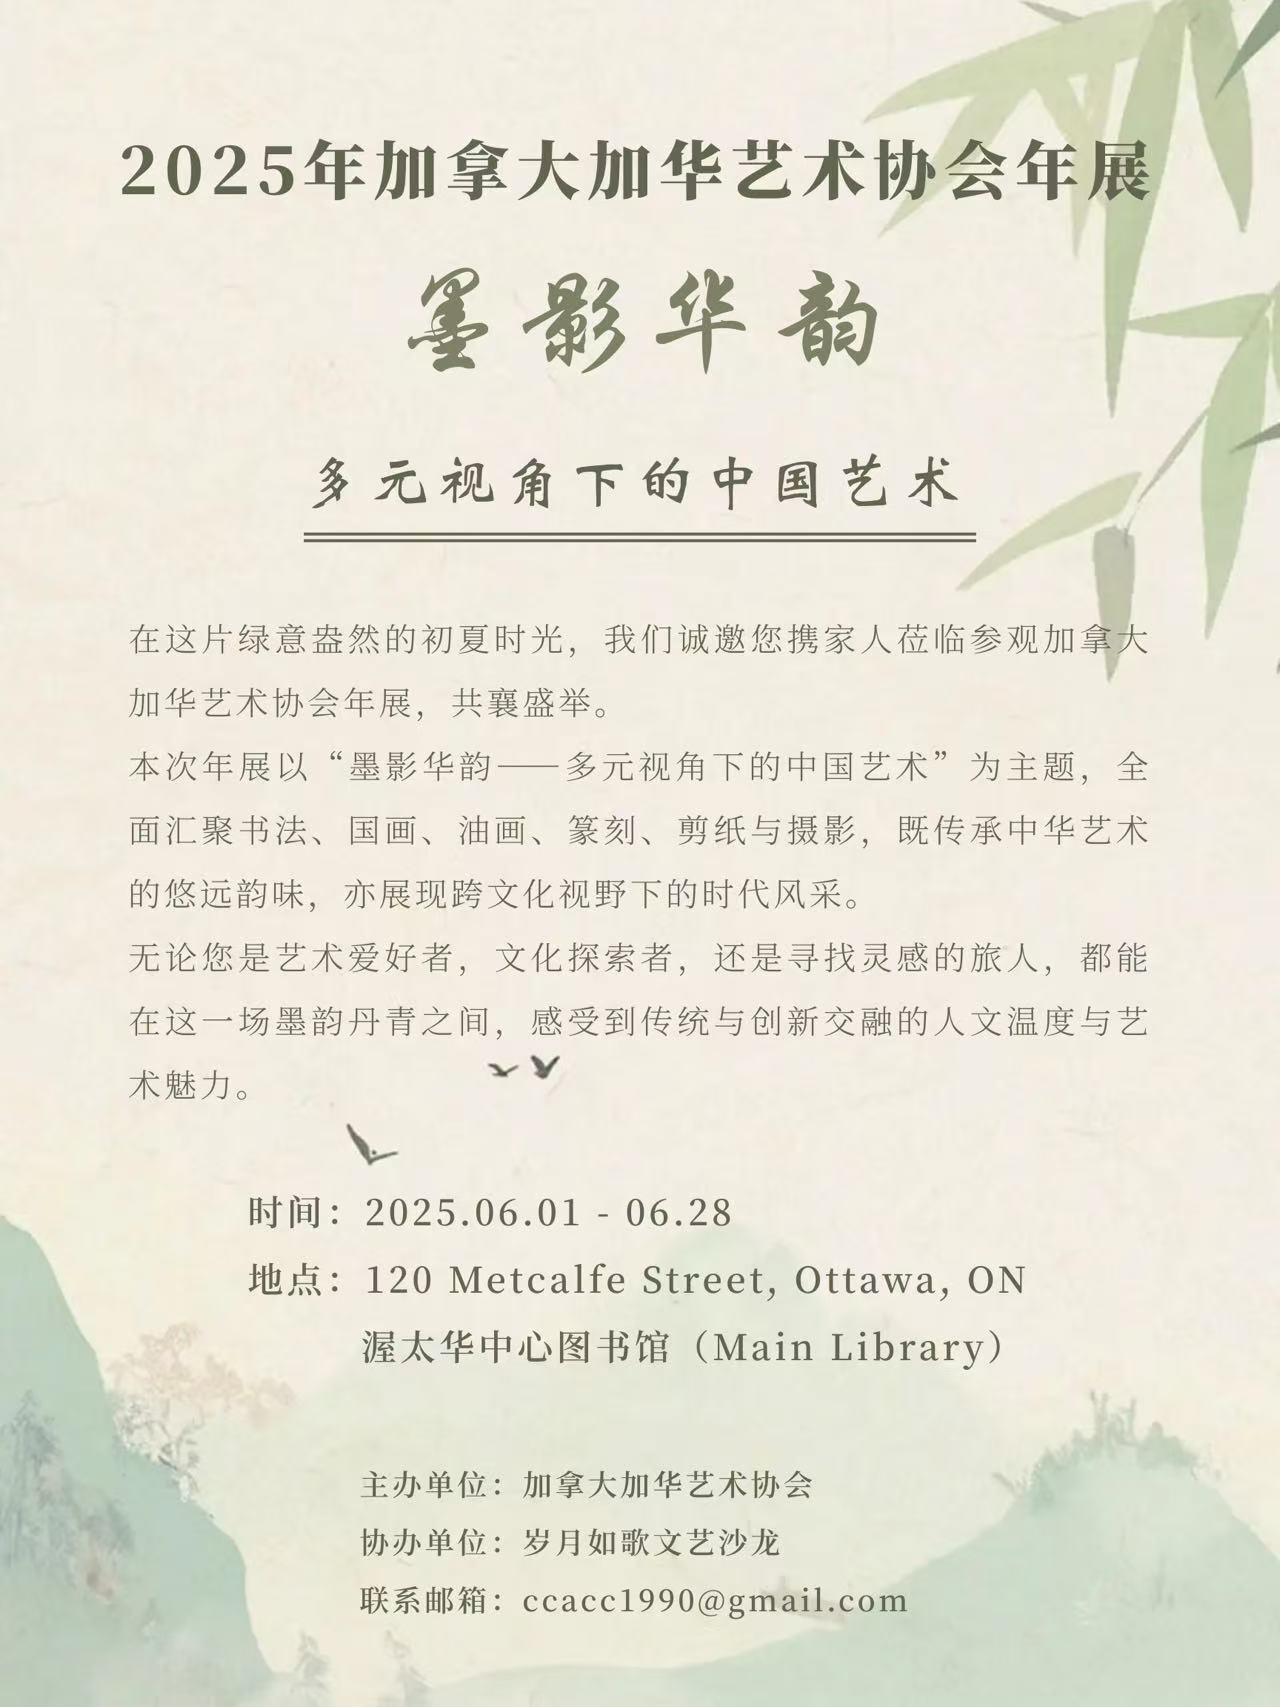 2025年加拿大加华艺术协会年展
墨影华韵
多元视角下的中国艺术
在这片绿意盎然的初夏时光，我们诚邀您携家人莅临参观加拿大
加华艺术协会年展，共襄盛举。
本次年展以“墨影华韵——多元视角下的中国艺术”为主题，全
面汇聚书法、国画、油画、篆刻、剪纸与摄影，既传承中华艺术
的悠远韵味，亦展现跨文化视野下的时代风采。
无论您是艺术爱好者，文化探索者，还是寻找灵感的旅人，都能
在这一场墨韵丹青之间，感受到传统与创新交融的人文温度与艺
术魅力。
时间：2025.06.01 - 06.28
地点：120 Metcalfe Street, Ottawa, ON
渥太华中心图书馆（Main Library）
主办单位：加拿大加华艺术协会
协办单位：岁月如歌文艺沙龙
联系邮箱：ccacc1990@gmail.com